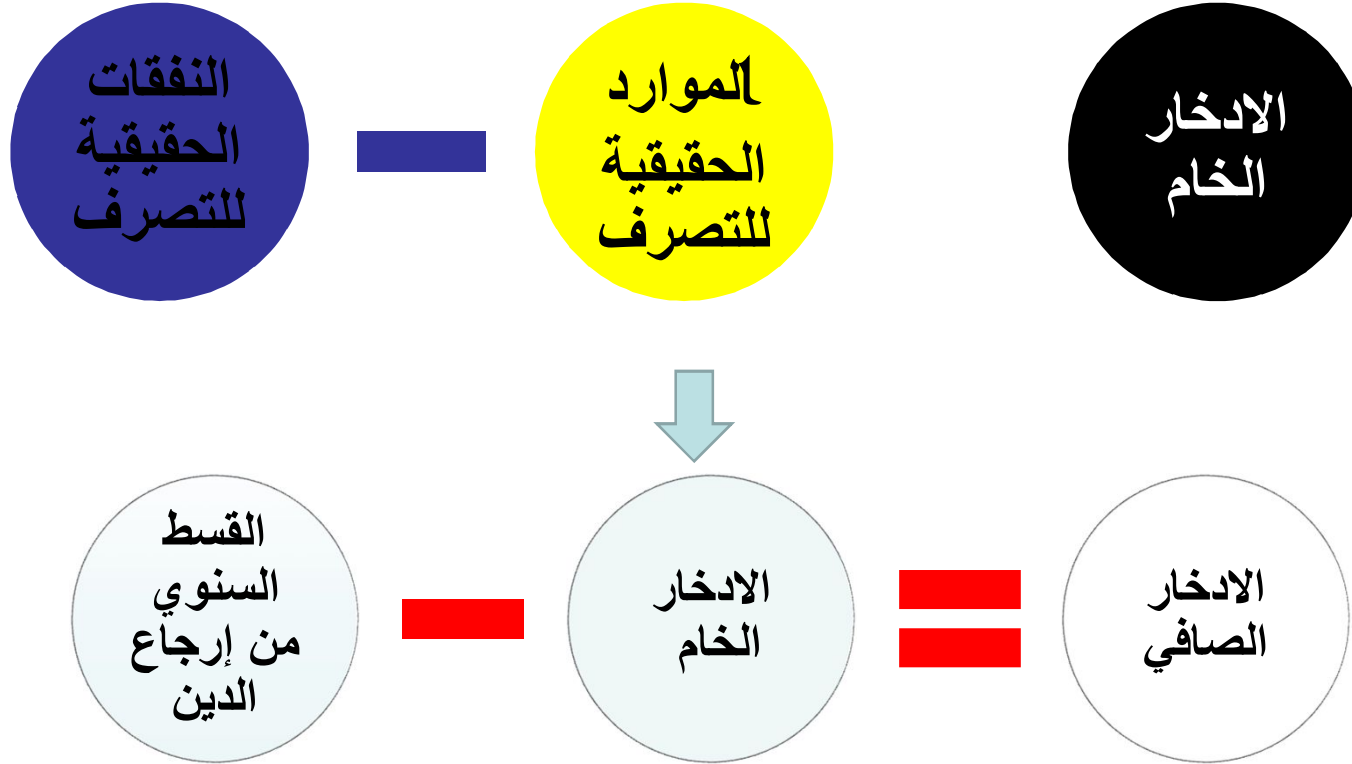 الادخار
الخام
الموارد
الحقيقية
للتصرف
النفقات
الحقيقية
للتصرف
الادخار
الصافي
الادخار
الخام
القسط
السنوي
من إرجاع
الدين